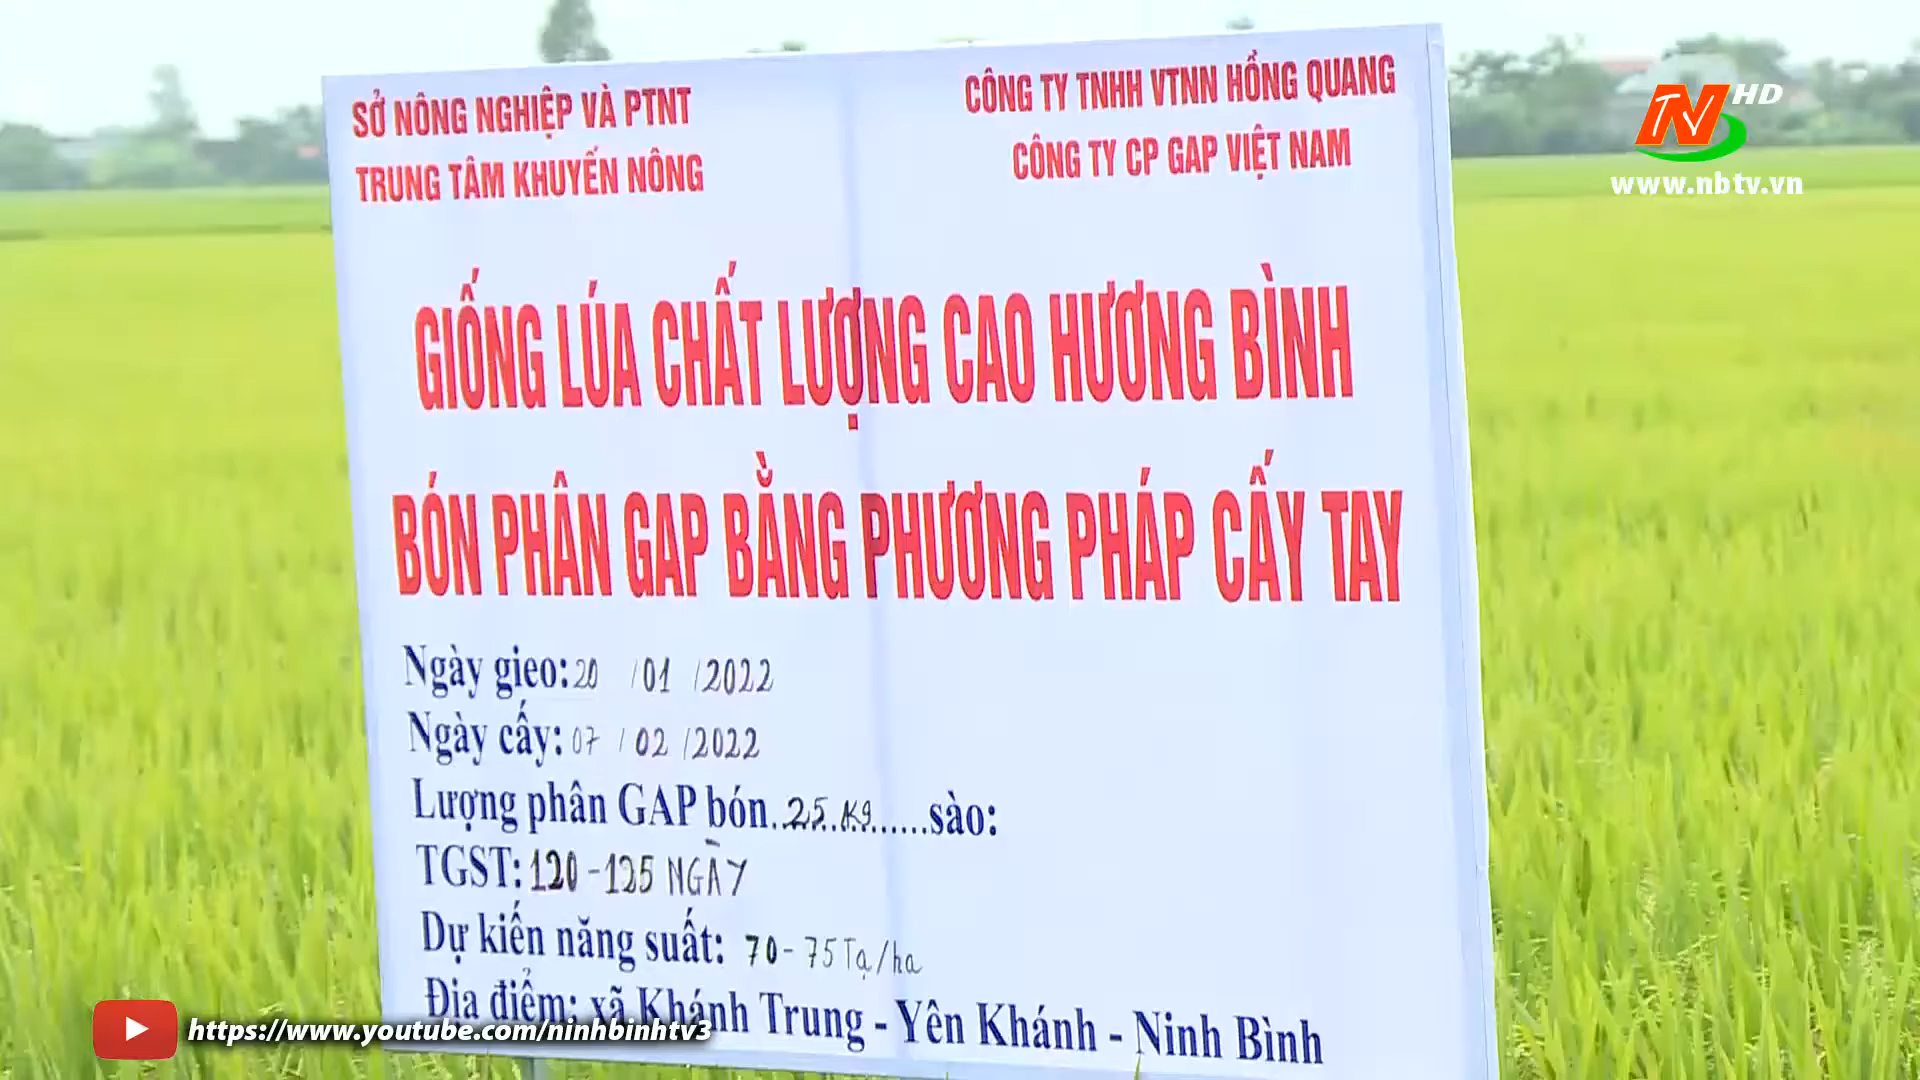 SỞ NÔNG NGHIỆP VÀ PTNT
TRUNG TÂM KHUYẾN NÔNG
CÔNG TY TNHH VTNN HỒNG QUANG
CÔNG TY CP GAP VIỆT NAM
NTV HD
www.nbtv.vn
GIỐNG LÚA CHẤT LƯỢNG CAO HƯƠNG BÌNH
BÓN PHÂN GAP BẰNG PHƯƠNG PHÁP CẤY TAY
Ngày gieo: 20 /01 /2022
Ngày cấy: 07 / 02 /2022
Lượng phân GAP bón..25.Kg......sào:
TGST: 120 -125 NGÀY
Dự kiến năng suất: 70- 75 Tạ/ha
Địa điểm: xã Khánh Trung - Yên Khánh - Ninh Bình
https://www.youtube.com/ninhbinhtv3